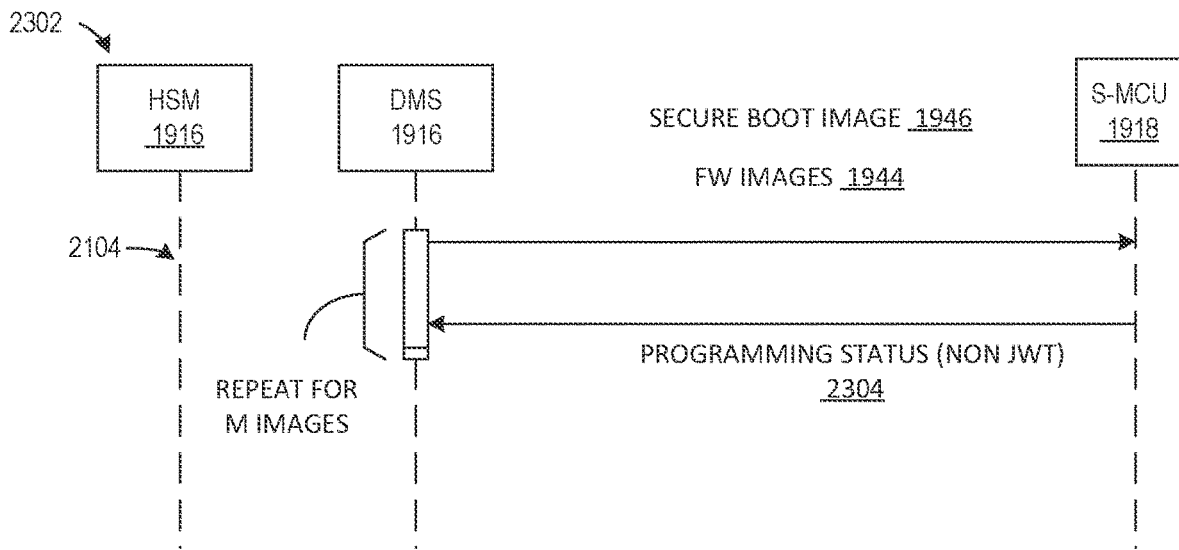 2302
HSM
1916
DMS
1916
S-MCU
1918
SECURE BOOT IMAGE 1946
FW IMAGES 1944
2104
PROGRAMMING STATUS (NON JWT)
2304
REPEAT FOR
M IMAGES